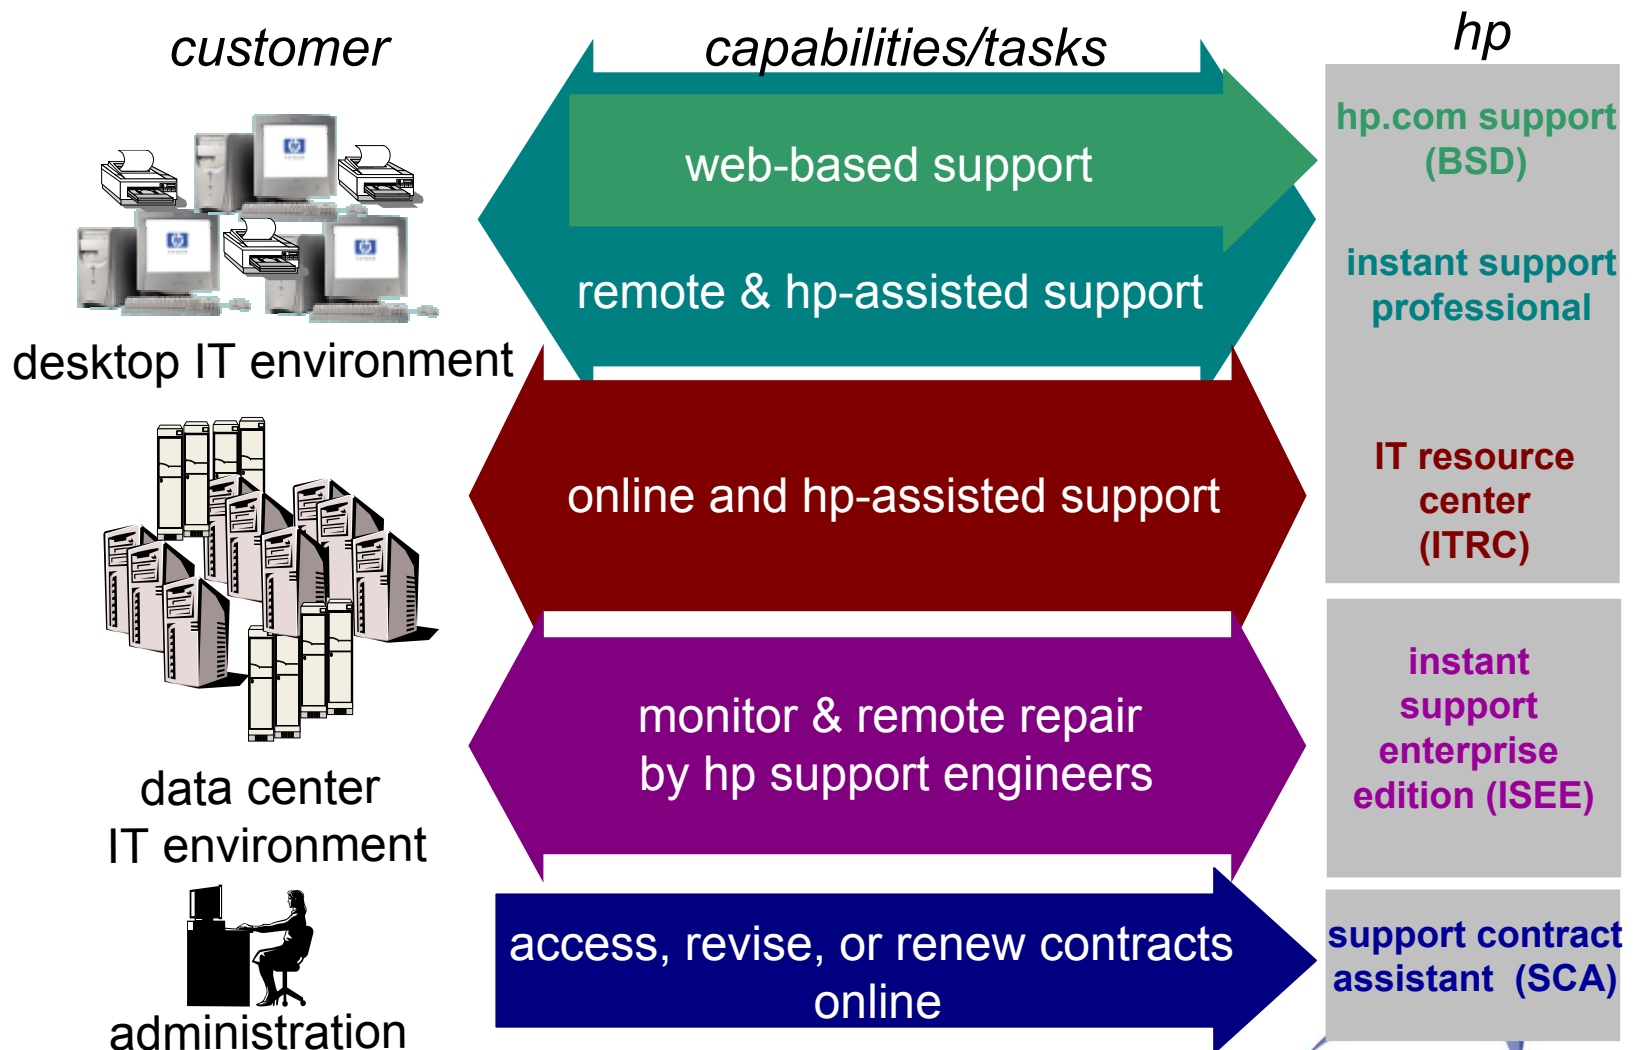 customer
capabilities/tasks
hp
web-based support
hp.com support
(BSD)
remote & hp-assisted support
instant support
professional
desktop IT environment
online and hp-assisted support
IT resource
center
(ITRC)
monitor & remote repair
by hp support engineers
instant
support
enterprise
edition (ISEE)
data center
IT environment
access, revise, or renew contracts
online
support contract
assistant (SCA)
administration